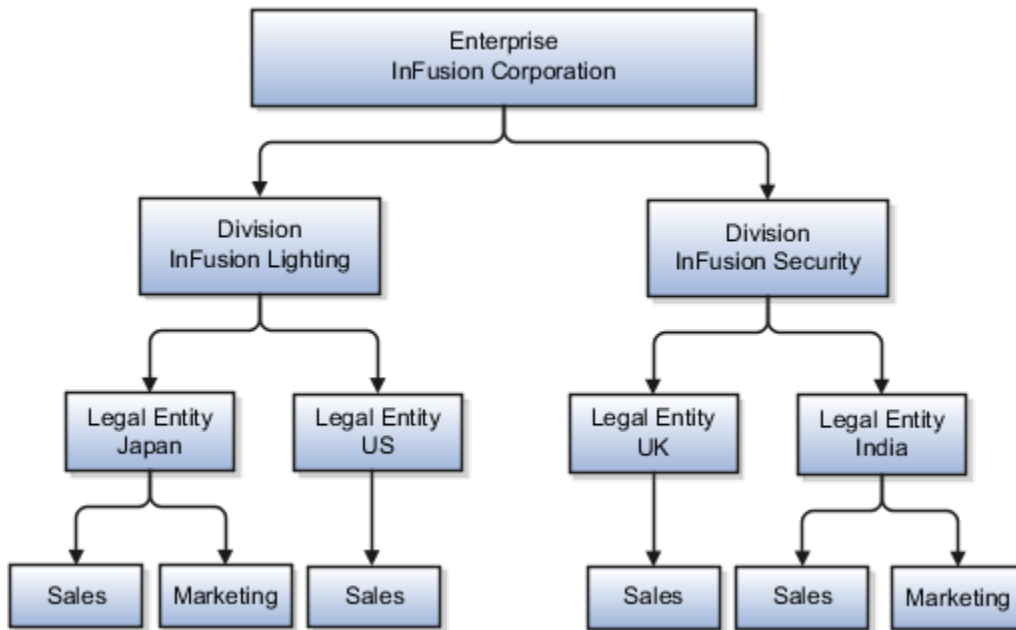 Enterprise
InFusion Corporation
Division
InFusion Lighting
Division
InFusion Security
Legal Entity
Japan
Legal Entity
US
Legal Entity
UK
Legal Entity
India
Sales
Marketing
Sales
Sales
Sales
Marketing